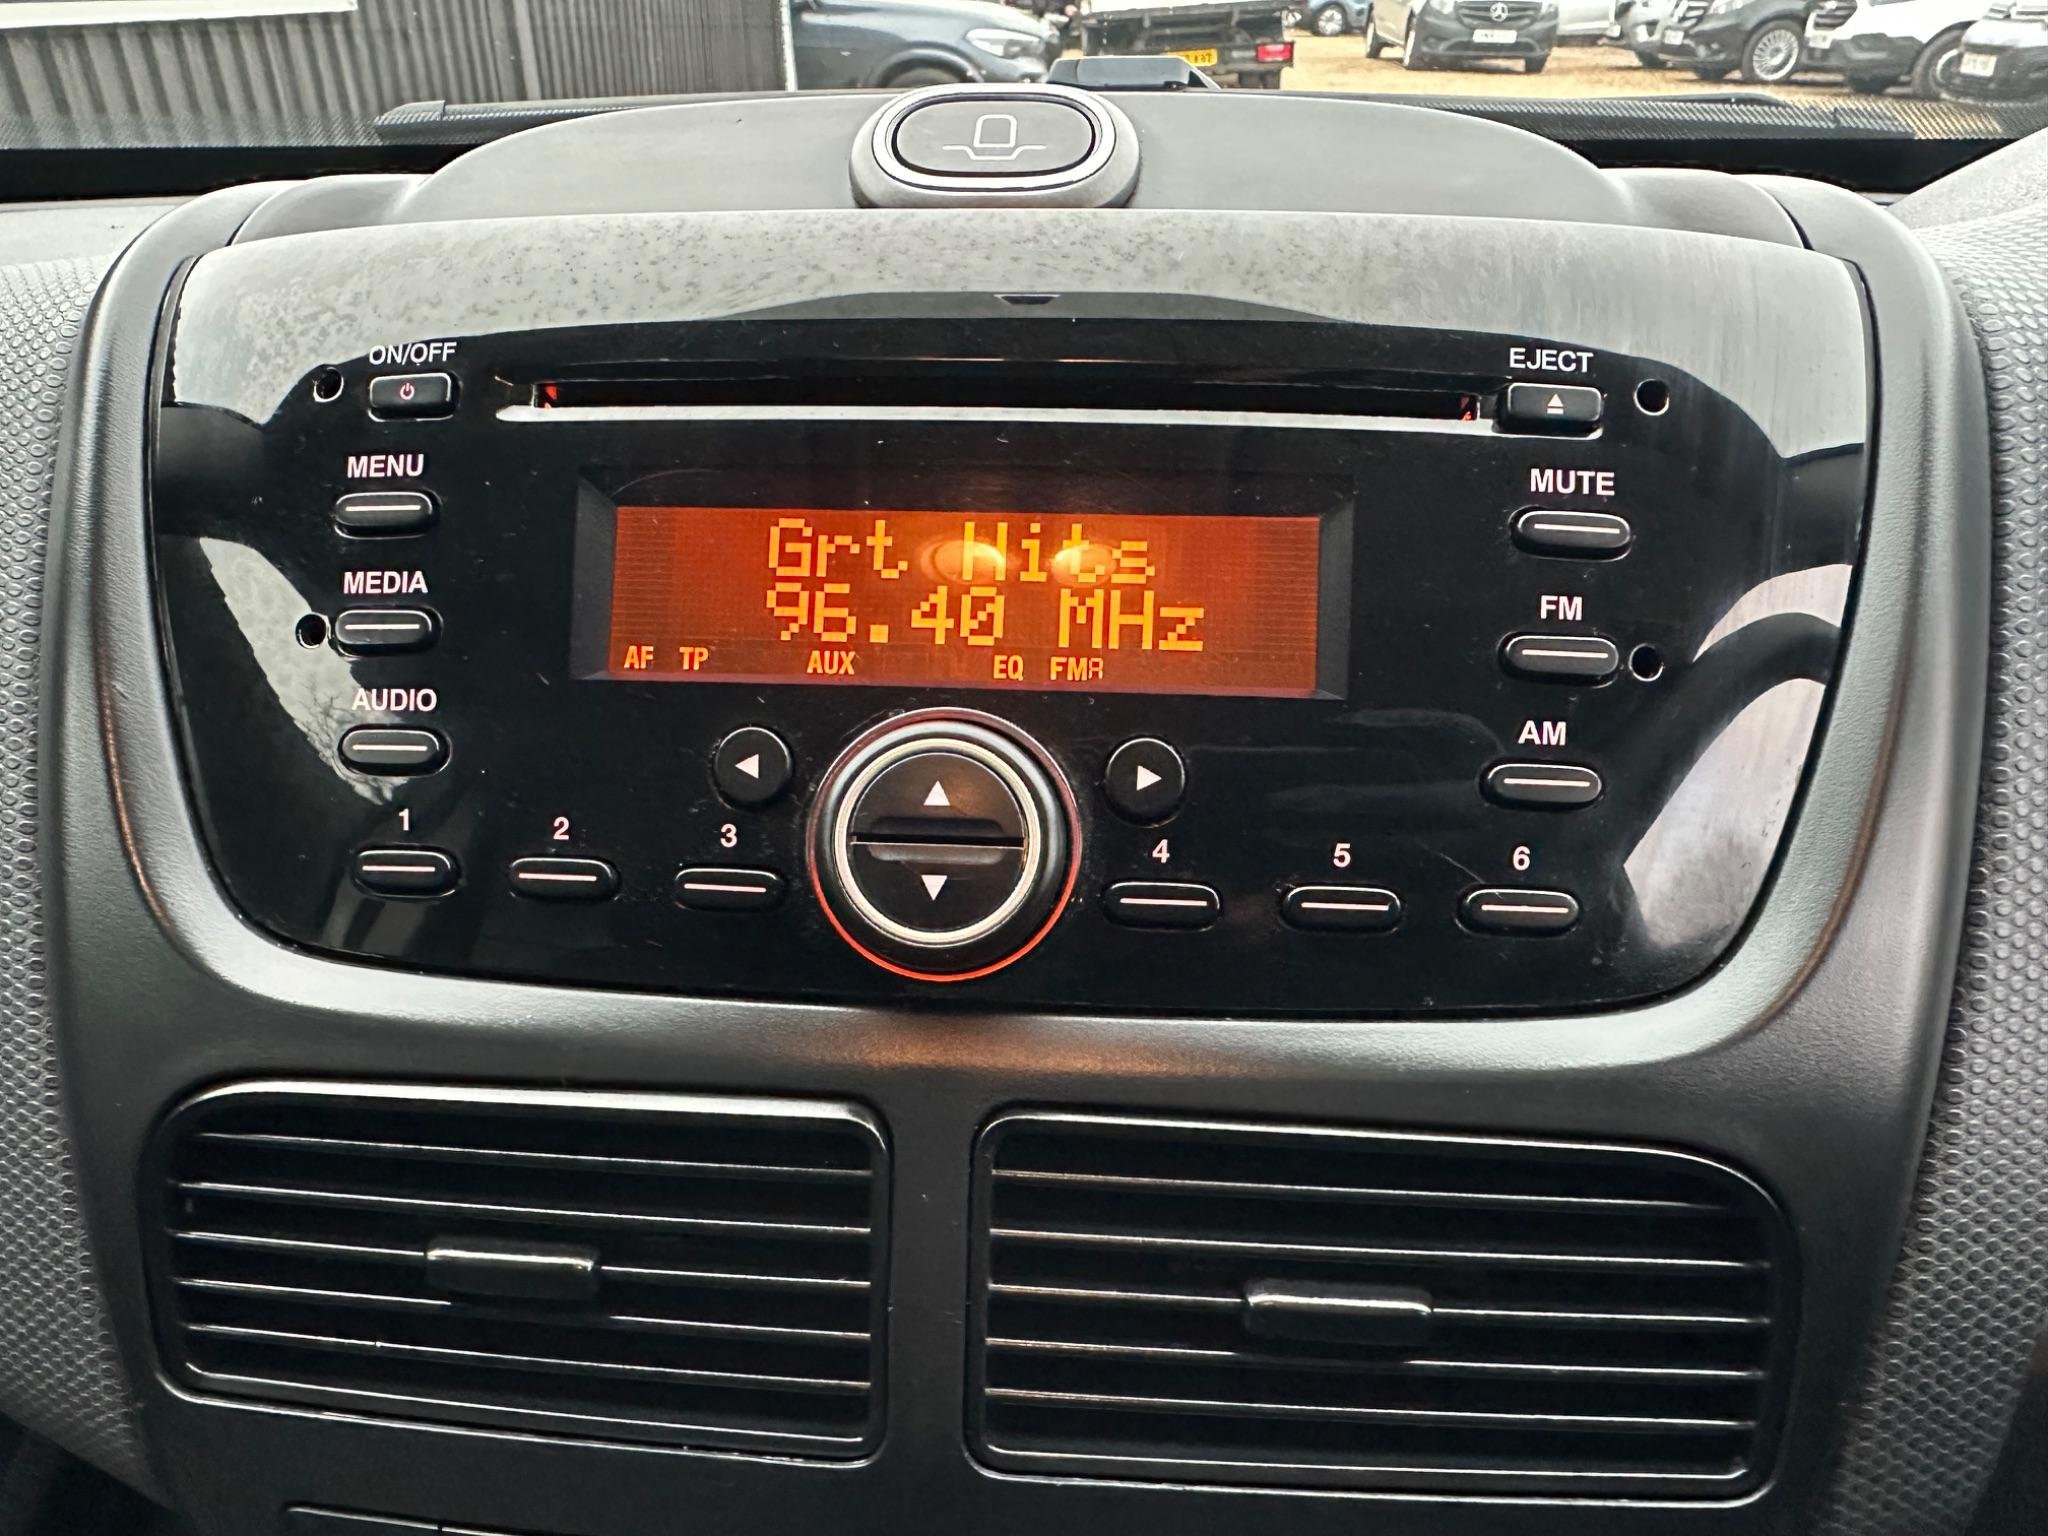 ON/OFF
EJECT
MENU
MUTE
MEDIA
FM
AUDIO
AM
Grt Hits
96.40 MHz
AF TP AUX EQ FM
1 2 3 4 5 6